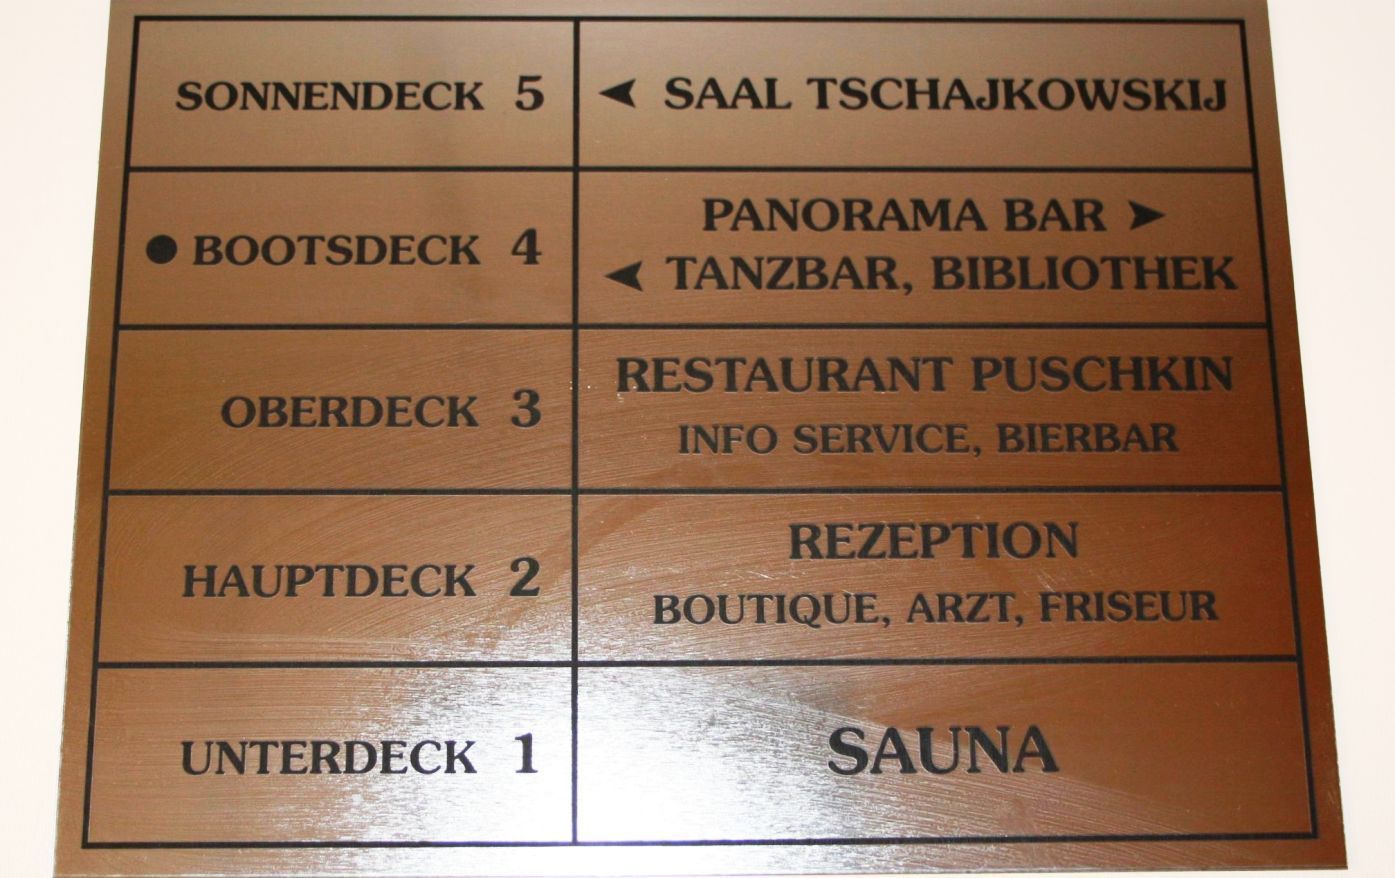 SONNENDECK 5
SAAL TSCHAJKOWSKIJ
BOOTSDECK 4
PANORAMA BAR
TANZBAR, BIBLIOTHEK
OBERDECK 3
RESTAURANT PUSCHKIN
INFO SERVICE, BIERBAR
HAUPTDECK 2
REZEPTION
BOUTIQUE, ARZT, FRISEUR
UNTERDECK 1
SAUNA